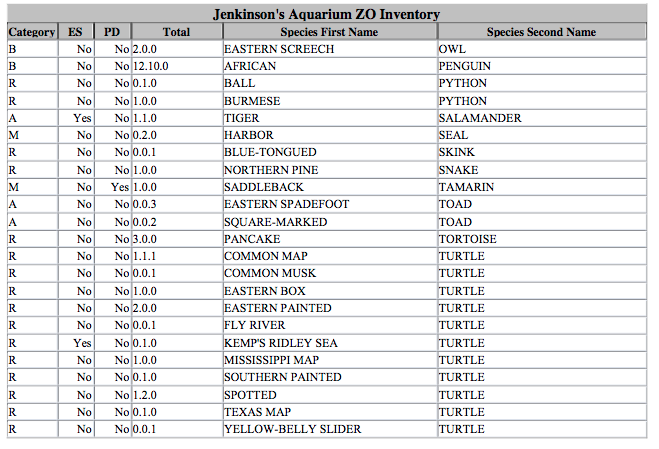 Jenkinson's Aquarium ZO Inventory
Category ES PD Total Species First Name Species Second Name
B No No 2.0.0 EASTERN SCREECH OWL
B No No 12.10.0 AFRICAN PENGUIN
R No No 0.1.0 BALL PYTHON
R No No 1.0.0 BURMESE PYTHON
A Yes No 1.1.0 TIGER SALAMANDER
M No No 0.2.0 HARBOR SEAL
R No No 0.0.1 BLUE-TONGUED SKINK
R No No 1.0.0 NORTHERN PINE SNAKE
M No Yes 1.0.0 SADDLEBACK TAMARIN
A No No 0.0.3 EASTERN SPADEFOOT TOAD
A No No 0.0.2 SQUARE-MARKED TOAD
R No No 3.0.0 PANCAKE TORTOISE
R No No 1.1.1 COMMON MAP TURTLE
R No No 0.0.1 COMMON MUSK TURTLE
R No No 1.0.0 EASTERN BOX TURTLE
R No No 2.0.0 EASTERN PAINTED TURTLE
R No No 0.0.1 FLY RIVER TURTLE
R Yes No 0.1.0 KEMP'S RIDLEY SEA TURTLE
R No No 1.0.0 MISSISSIPPI MAP TURTLE
R No No 0.1.0 SOUTHERN PAINTED TURTLE
R No No 1.2.0 SPOTTED TURTLE
R No No 0.1.0 TEXAS MAP TURTLE
R No No 0.0.1 YELLOW-BELLY SLIDER TURTLE